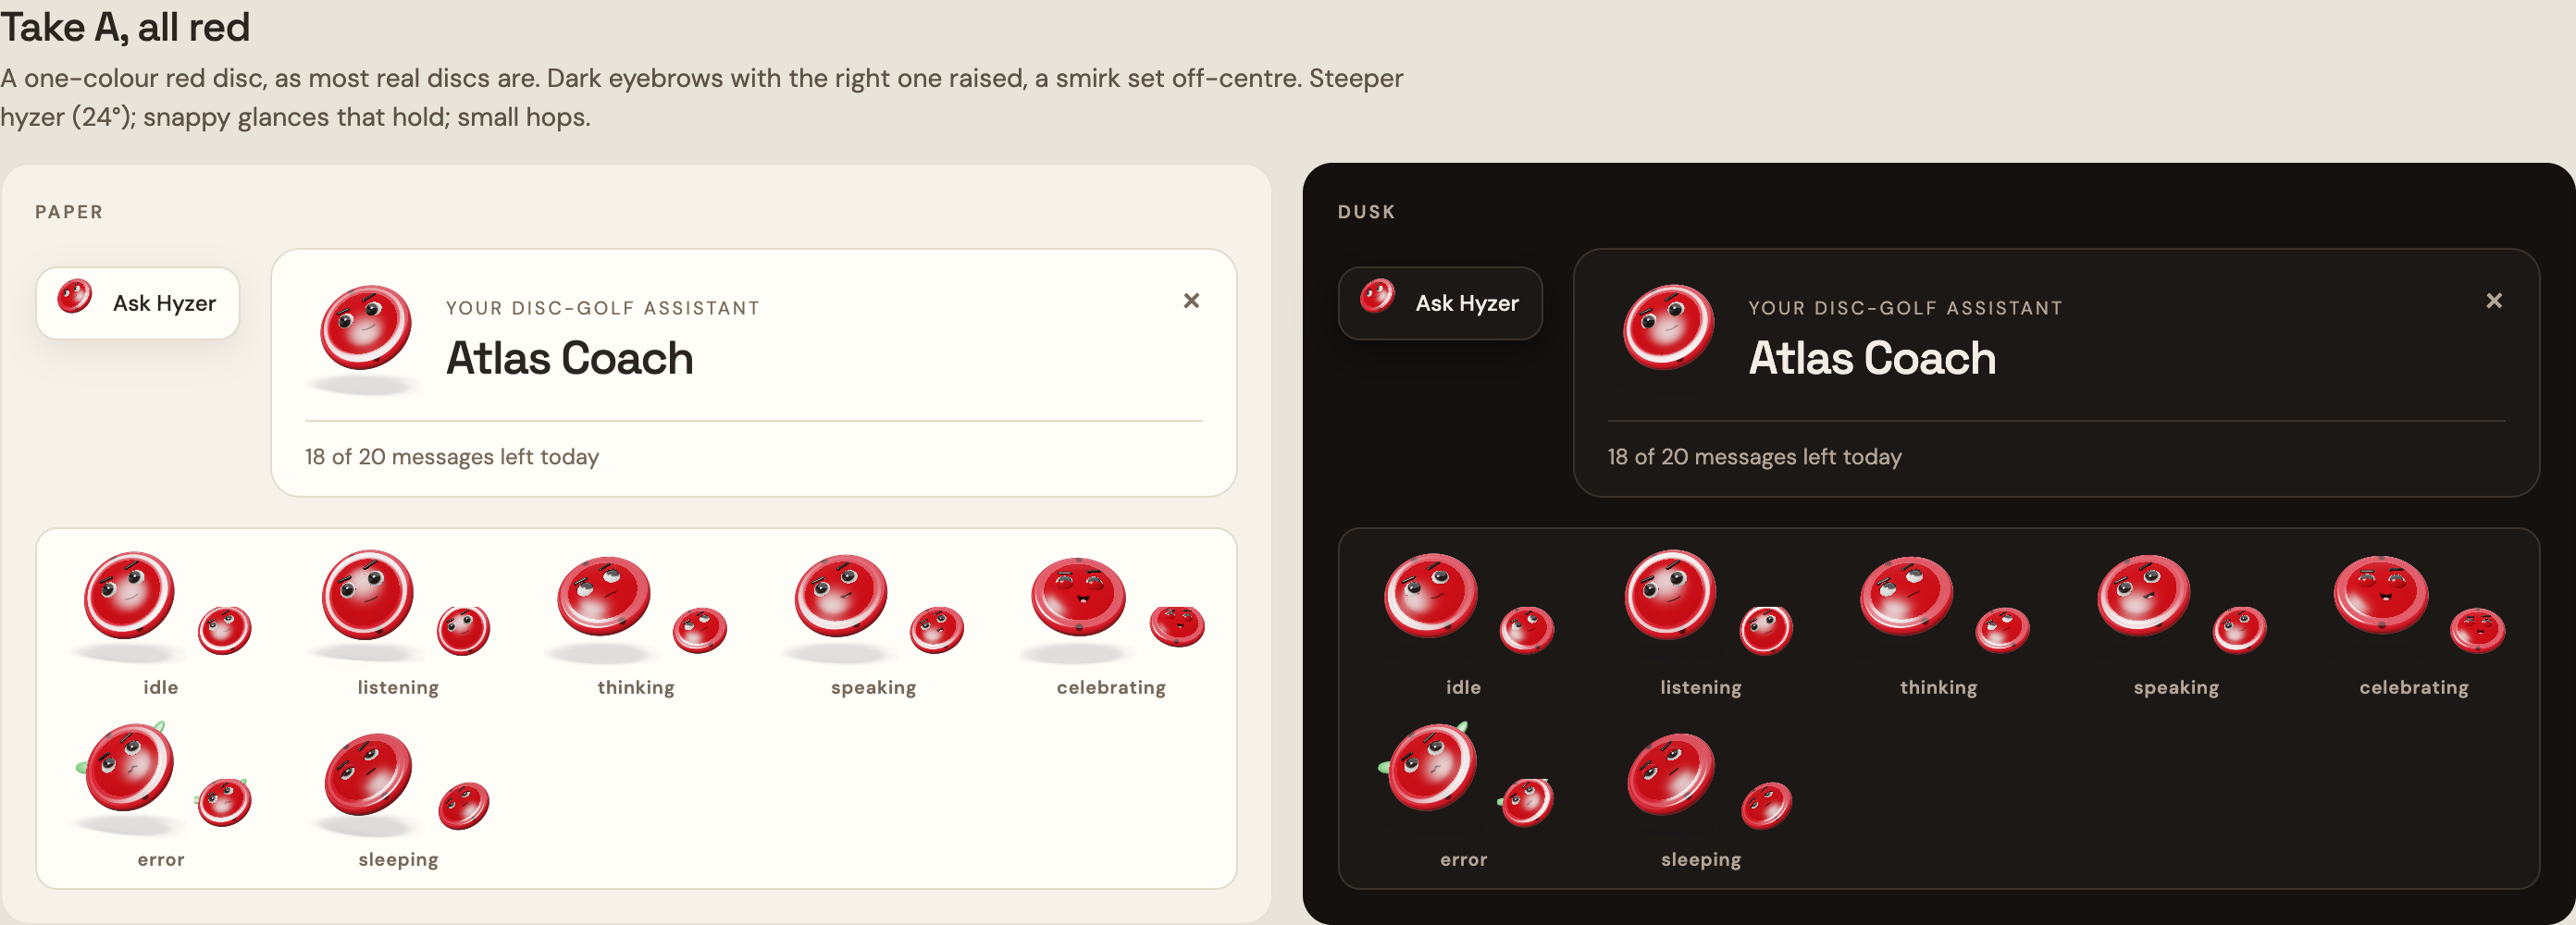 Take A, all red
A one-colour red disc, as most real discs are. Dark eyebrows with the right one raised, a smirk set off-centre. Steeper
hyzer (24°); snappy glances that hold; small hops.
PAPER
Ask Hyzer
YOUR DISC-GOLF ASSISTANT
Atlas Coach
18 of 20 messages left today
idle
listening
thinking
speaking
celebrating
error
sleeping
DUSK
Ask Hyzer
YOUR DISC-GOLF ASSISTANT
Atlas Coach
18 of 20 messages left today
idle
listening
thinking
speaking
celebrating
error
sleeping